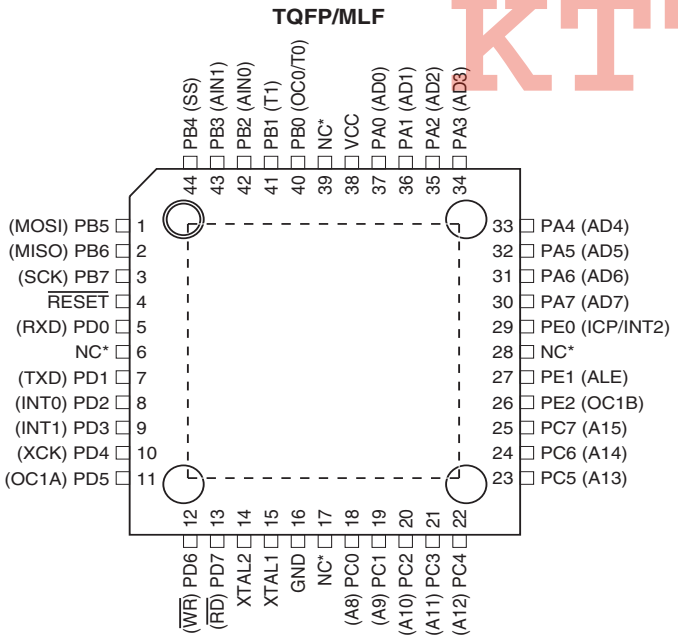 TQFP/MLF
KTT
PB4 (SS)
PB3 (AIN1)
PB2 (AIN0)
PB1 (T1)
PB0 (OC0/T0)
NC*
VCC
PA0 (AD0)
PA1 (AD1)
PA2 (AD2)
PA3 (AD3)
44 43 42 41 40 39 38 37 36 35 34
(MOSI) PB5 1
(MISO) PB6 2
(SCK) PB7 3
RESET 4
(RXD) PD0 5
NC* 6
(TXD) PD1 7
(INT0) PD2 8
(INT1) PD3 9
(XCK) PD4 10
(OC1A) PD5 11
33 PA4 (AD4)
32 PA5 (AD5)
31 PA6 (AD6)
30 PA7 (AD7)
29 PE0 (ICP/INT2)
28 NC*
27 PE1 (ALE)
26 PE2 (OC1B)
25 PC7 (A15)
24 PC6 (A14)
23 PC5 (A13)
12 13 14 15 16 17 18 19 20 21 22
(WR) PD6
(RD) PD7
XTAL2
XTAL1
GND
NC*
(A8) PC0
(A9) PC1
(A10) PC2
(A11) PC3
(A12) PC4